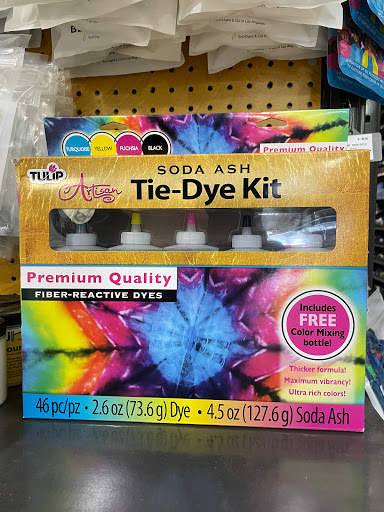 TURQUOISE YELLOW FUCHSIA BLACK
Premium Quality
TULIP
Artisan
SODA ASH
Tie-Dye Kit
Premium Quality
FIBER-REACTIVE DYES
Includes
FREE
Color Mixing
bottle!
Thicker formula!
Maximum vibrancy!
Ultra rich colors!
46 pc/pz • 2.6 oz (73.6 g) Dye • 4.5 oz (127.6 g) Soda Ash